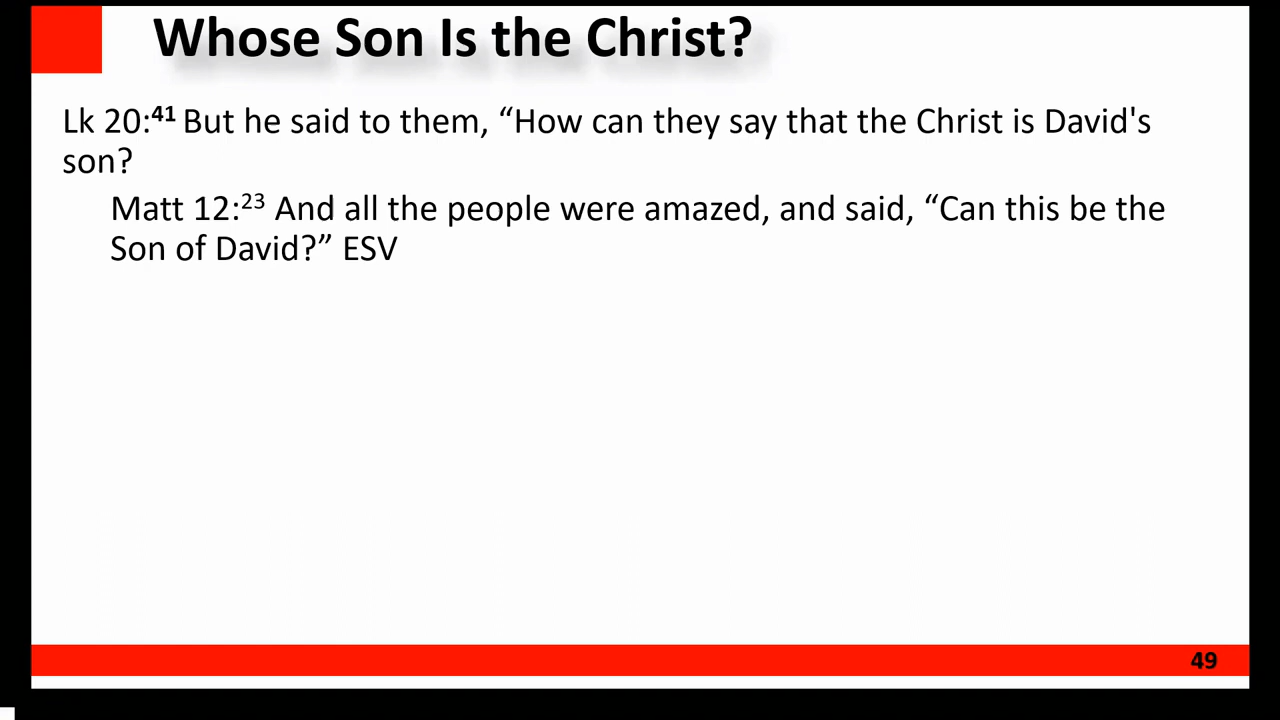 Whose Son Is the Christ?
Lk 20:41 But he said to them, “How can they say that the Christ is David's
son?
Matt 12:23 And all the people were amazed, and said, “Can this be the
Son of David?” ESV
49